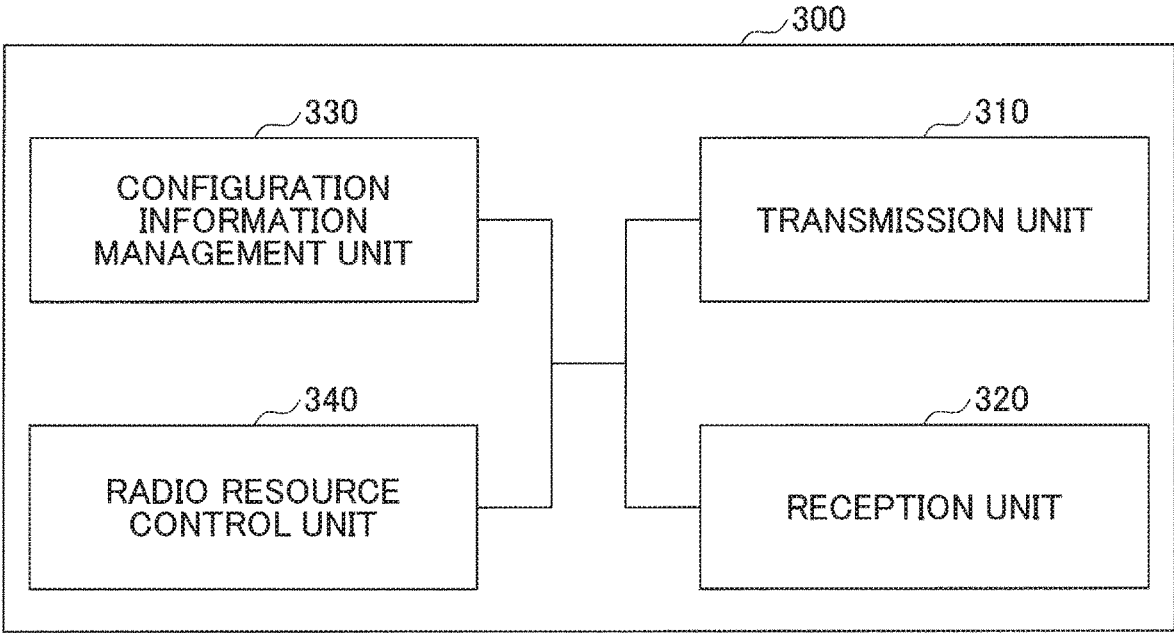 300
330
CONFIGURATION
INFORMATION
MANAGEMENT UNIT
310
TRANSMISSION UNIT
340
RADIO RESOURCE
CONTROL UNIT
320
RECEPTION UNIT